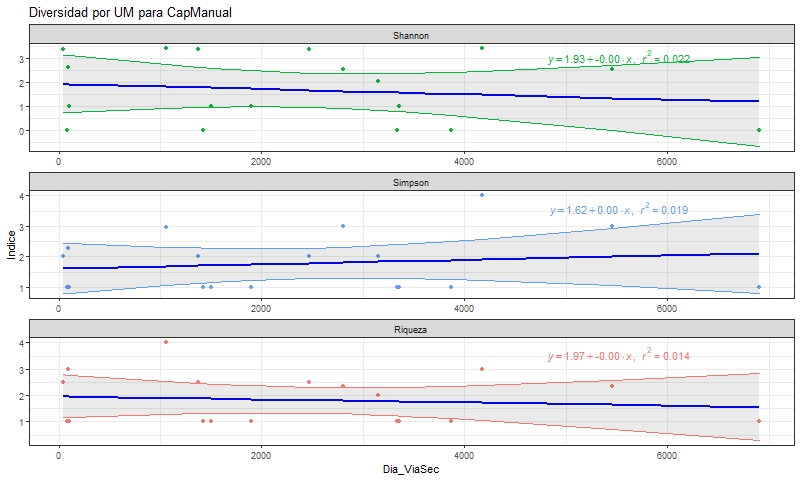 Diversidad por UM para CapManual
Shannon
y = 1.93 + -0.00 · x, r² = 0.022
3
2
1
0
0 2000 4000 6000
Simpson
y = 1.62 + 0.00 · x, r² = 0.019
4
3
2
1
0 2000 4000 6000
Riqueza
y = 1.97 + -0.00 · x, r² = 0.014
4
3
2
1
0 2000 4000 6000
Indice
Dia_ViaSec